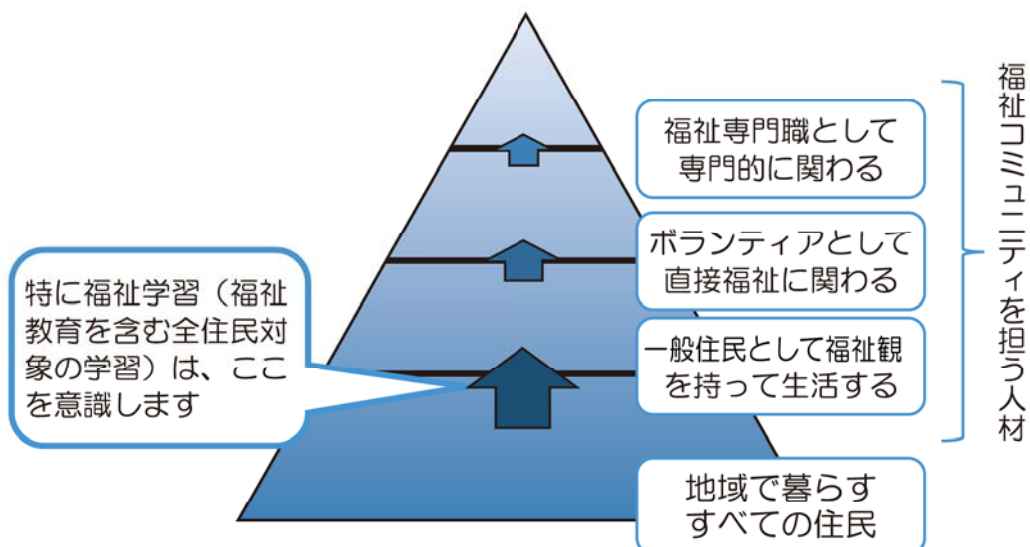 福祉専門職として
専門的に関わる
ボランティアとして
直接福祉に関わる
一般住民として福祉観
を持って生活する
地域で暮らす
すべての住民
福祉コミュニティを担う人材
特に福祉学習（福祉
教育を含む全住民対
象の学習）は、ここ
を意識します